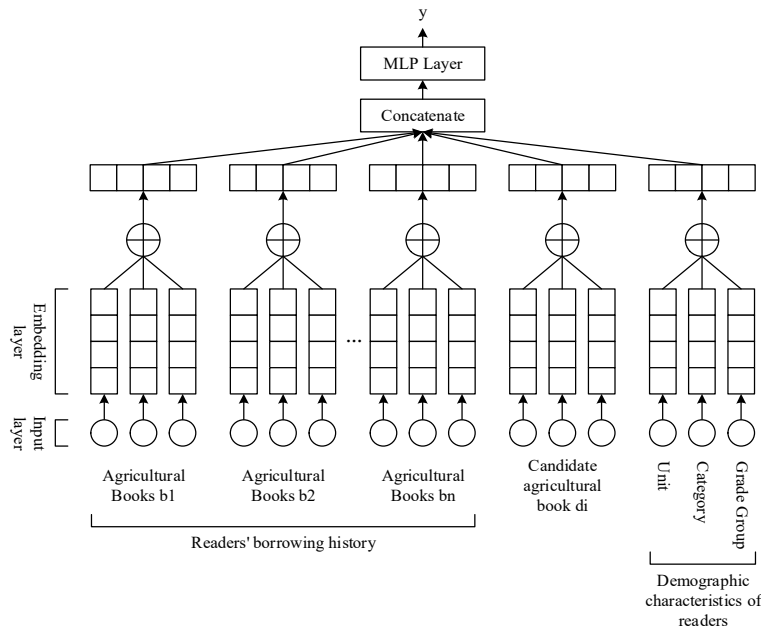 y
MLP Layer
Concatenate
Embedding
layer
...
Input
layer
Agricultural
Books b1
Agricultural
Books b2
Agricultural
Books bn
Candidate
agricultural
book di
Unit
Category
Grade Group
Readers' borrowing history
Demographic
characteristics of
readers